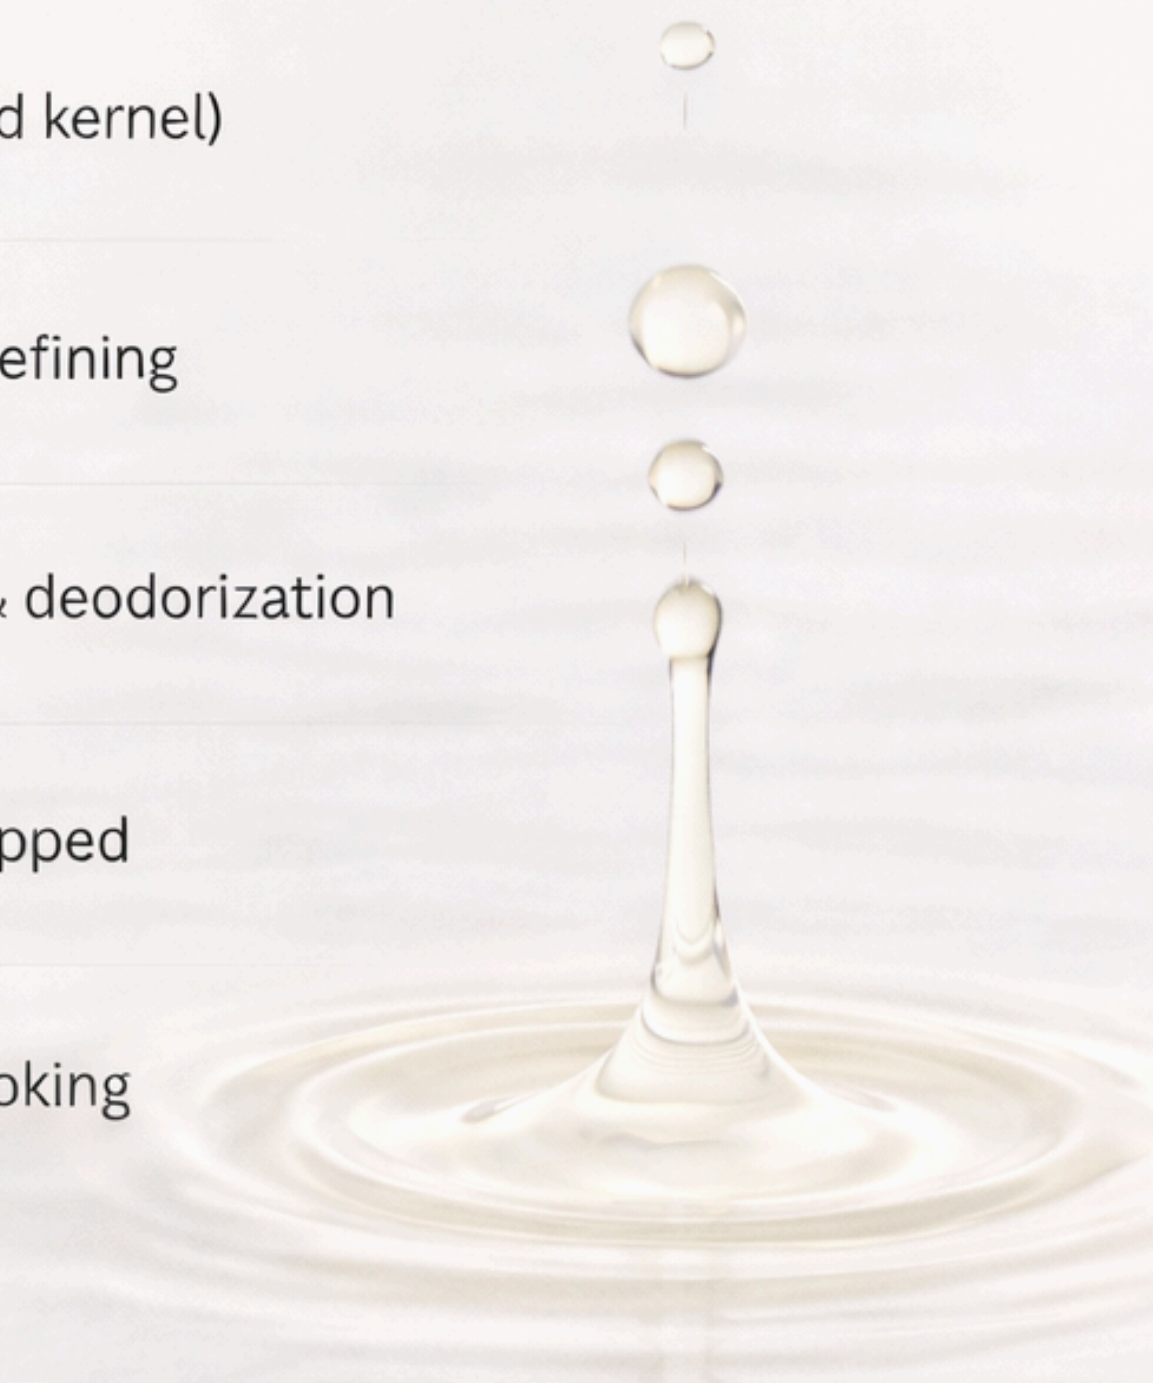 d kernel)
efining
& deodorization
pped
oking